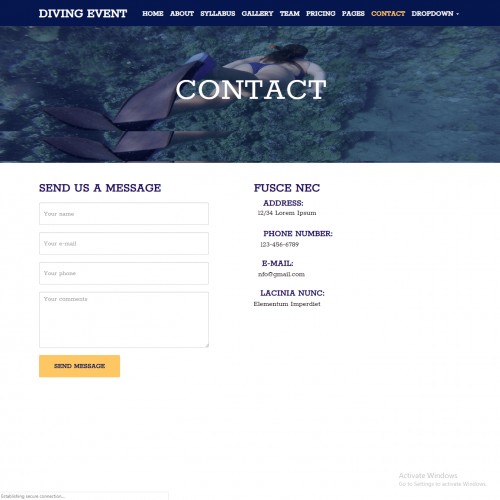 DIVING EVENT HOME ABOUT SYLLABUS GALLERY TEAM PRICING PAGES CONTACT DROPDOWN
CONTACT
SEND US A MESSAGE
Your name
Your e-mail
Your phone
Your comments
SEND MESSAGE
FUSCE NEC
ADDRESS:
12/34 Lorem Ipsum
PHONE NUMBER:
123-456-6789
E-MAIL:
nfo@gmail.com
LACINIA NUNC:
Elementum Imperdiet
Activate Windows
Go to Settings to activate Windows.
Establishing secure connection...